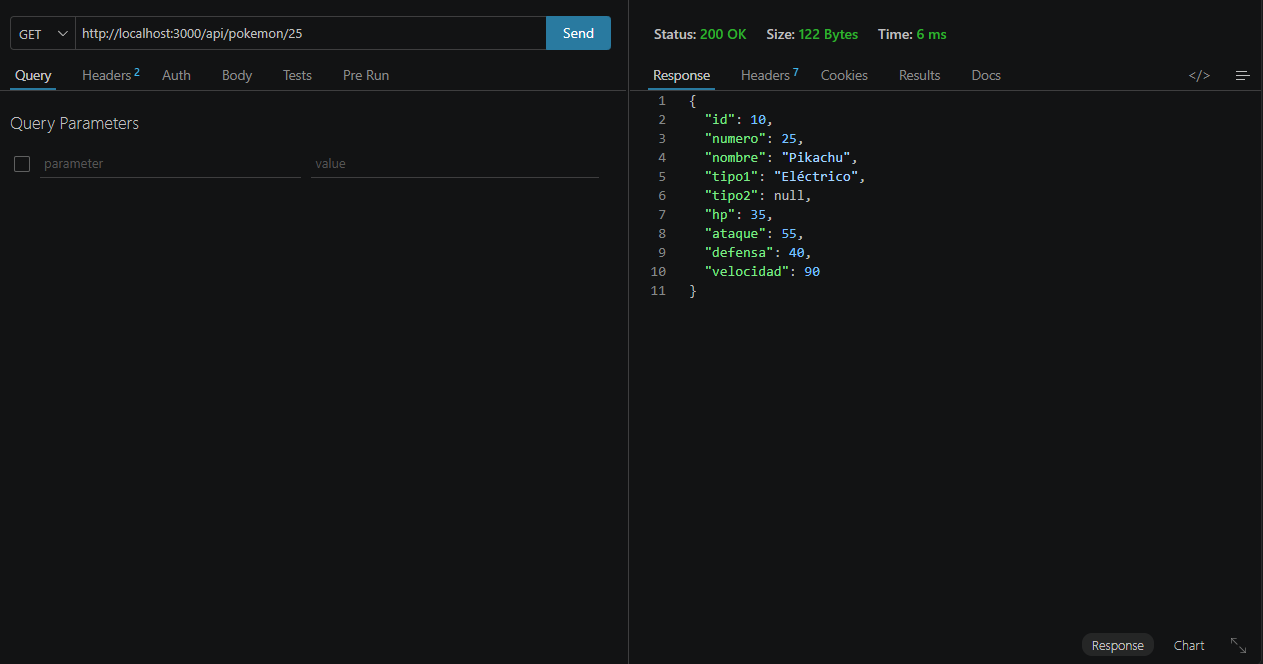 GET http://localhost:3000/api/pokemon/25 Send
Query Headers 2 Auth Body Tests Pre Run
Query Parameters
parameter value
Status: 200 OK Size: 122 Bytes Time: 6 ms
Response Headers 7 Cookies Results Docs </>
1 {
2 "id": 10,
3 "numero": 25,
4 "nombre": "Pikachu",
5 "tipo1": "Eléctrico",
6 "tipo2": null,
7 "hp": 35,
8 "ataque": 55,
9 "defensa": 40,
10 "velocidad": 90
11 }
Response Chart